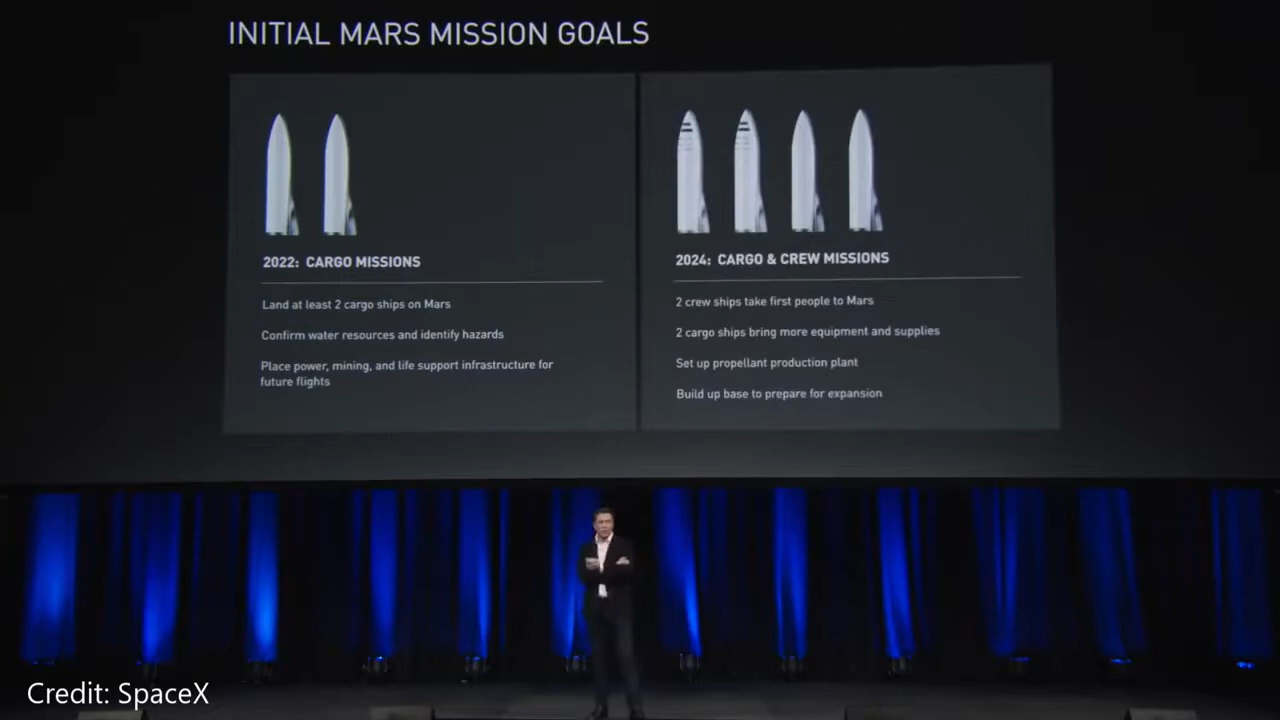 INITIAL MARS MISSION GOALS
2022: CARGO MISSIONS
Land at least 2 cargo ships on Mars
Confirm water resources and identify hazards
Place power, mining, and life support infrastructure for
future flights
2024: CARGO & CREW MISSIONS
2 crew ships take first people to Mars
2 cargo ships bring more equipment and supplies
Set up propellant production plant
Build up base to prepare for expansion
Credit: SpaceX